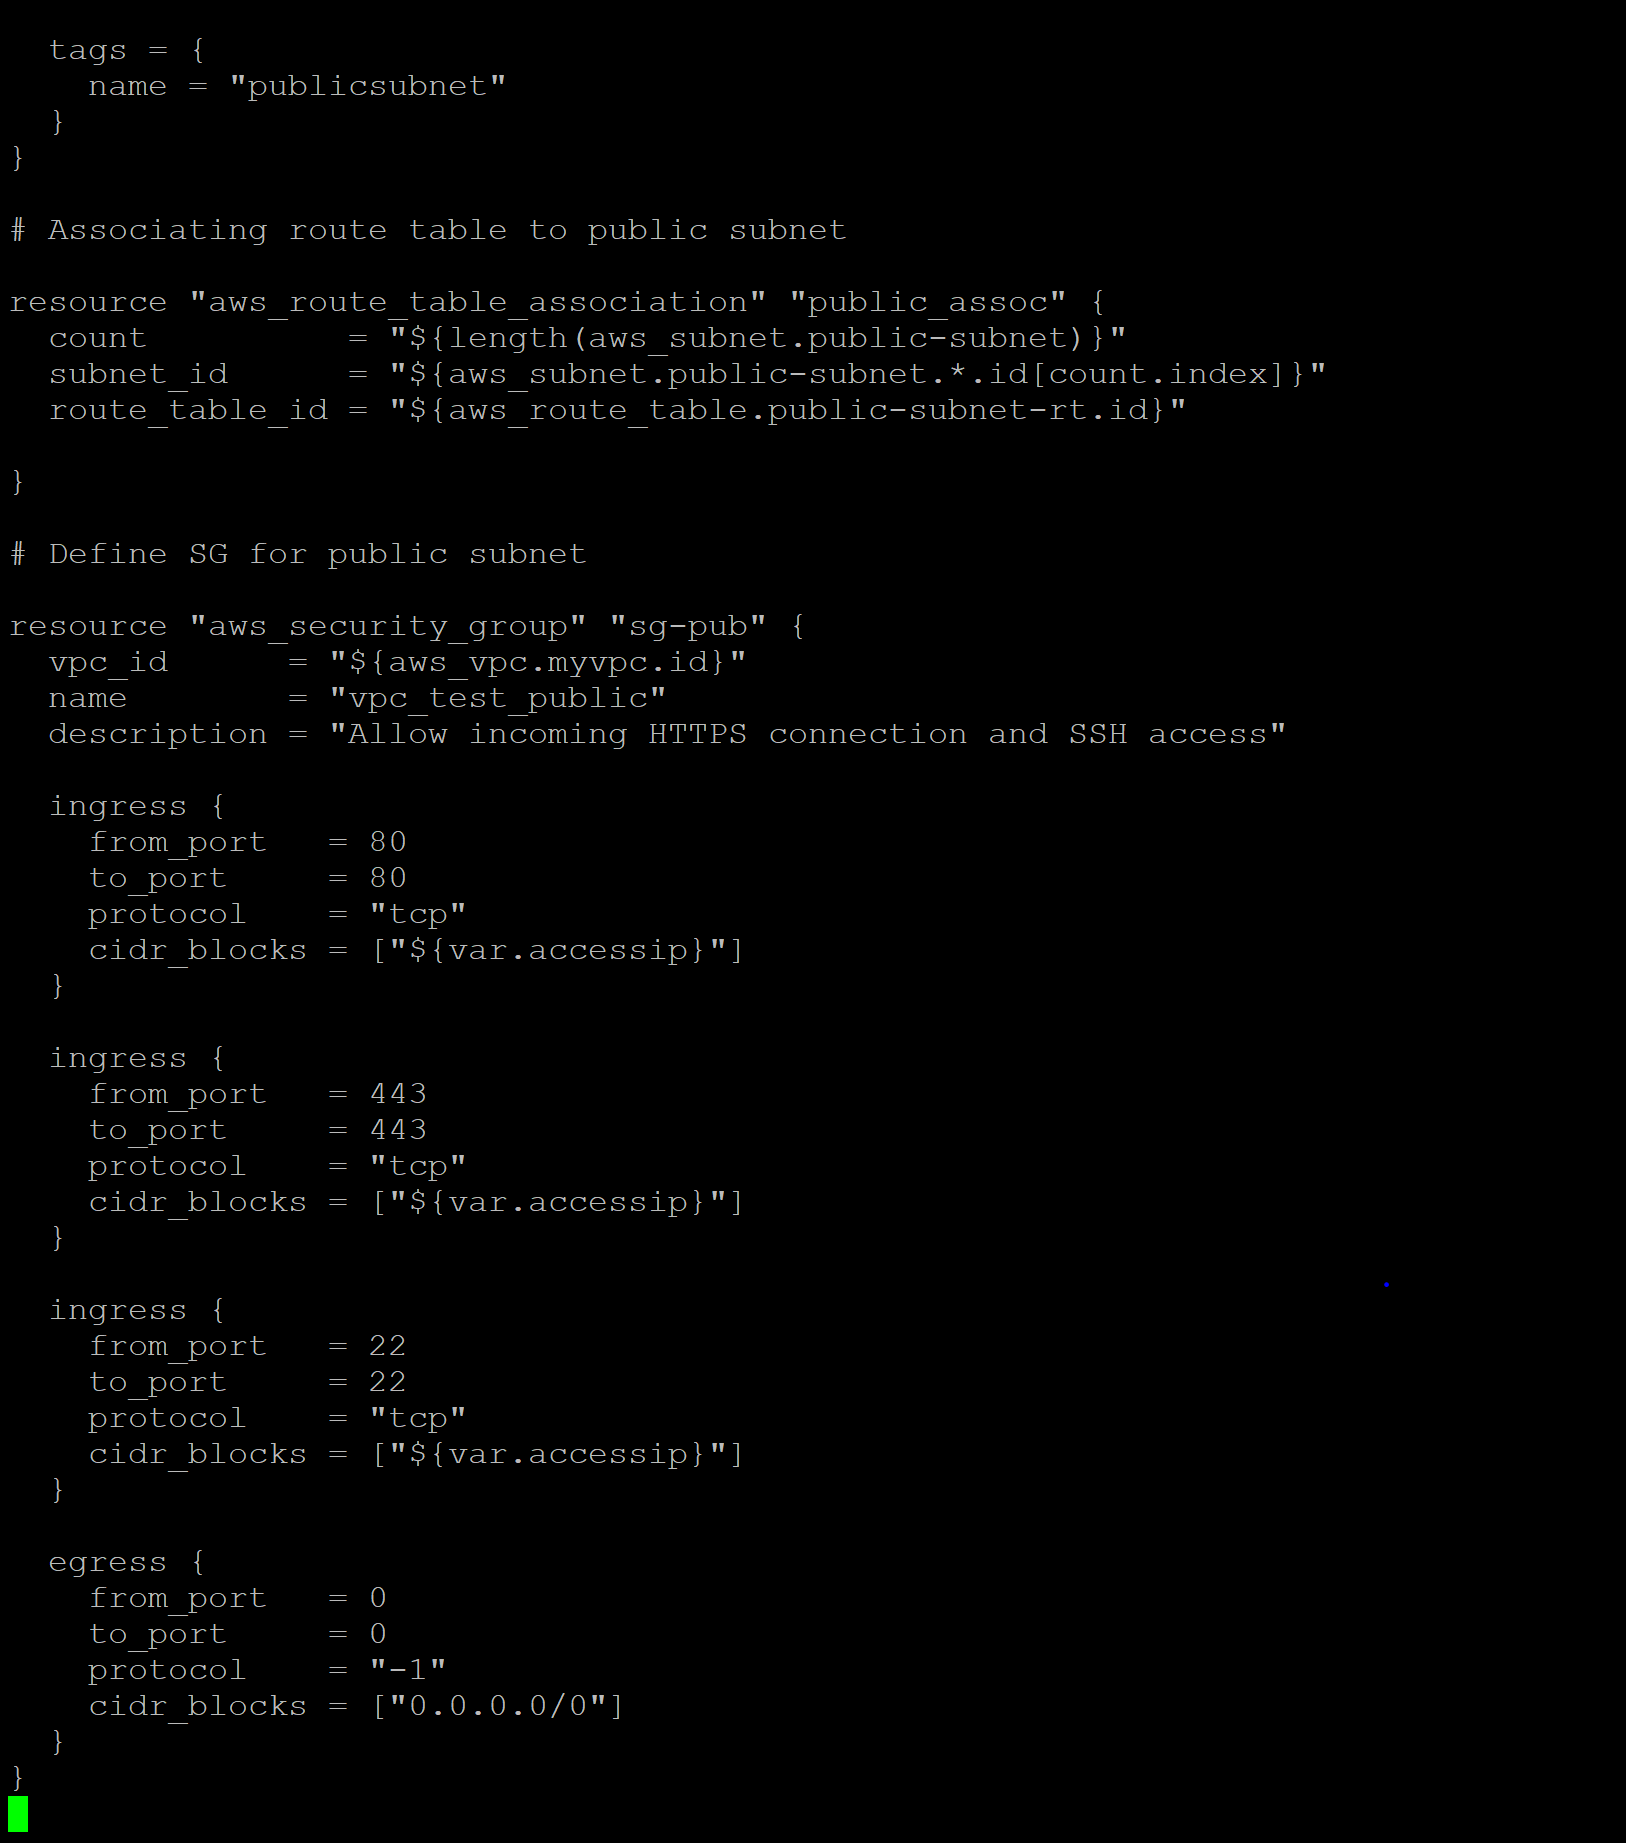 tags = {
    name = "publicsubnet"
  }
}

# Associating route table to public subnet

resource "aws_route_table_association" "public_assoc" {
  count          = "${length(aws_subnet.public-subnet)}"
  subnet_id      = "${aws_subnet.public-subnet.*.id[count.index]}"
  route_table_id = "${aws_route_table.public-subnet-rt.id}"

}

# Define SG for public subnet

resource "aws_security_group" "sg-pub" {
  vpc_id      = "${aws_vpc.myvpc.id}"
  name        = "vpc_test_public"
  description = "Allow incoming HTTPS connection and SSH access"

  ingress {
    from_port   = 80
    to_port     = 80
    protocol    = "tcp"
    cidr_blocks = ["${var.accessip}"]
  }

  ingress {
    from_port   = 443
    to_port     = 443
    protocol    = "tcp"
    cidr_blocks = ["${var.accessip}"]
  }

  ingress {
    from_port   = 22
    to_port     = 22
    protocol    = "tcp"
    cidr_blocks = ["${var.accessip}"]
  }

  egress {
    from_port   = 0
    to_port     = 0
    protocol    = "-1"
    cidr_blocks = ["0.0.0.0/0"]
  }
}